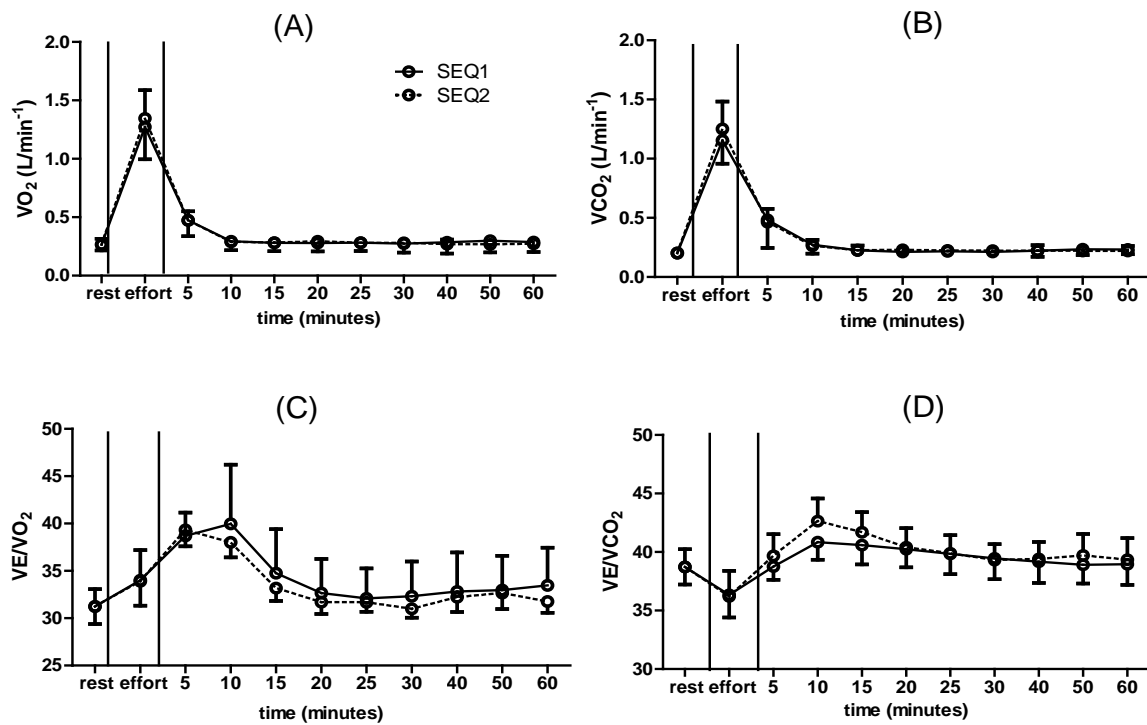 (A)
2.0
1.5
1.0
0.5
0.0
VO₂ (L/min⁻¹)
SEQ1
SEQ2
rest effort 5 10 15 20 25 30 40 50 60
time (minutes)
(B)
2.0
1.5
1.0
0.5
0.0
VCO₂ (L/min⁻¹)
rest effort 5 10 15 20 25 30 40 50 60
time (minutes)
(C)
50
45
40
35
30
25
VE/VO₂
rest effort 5 10 15 20 25 30 40 50 60
time (minutes)
(D)
50
45
40
35
30
VE/VCO₂
rest effort 5 10 15 20 25 30 40 50 60
time (minutes)